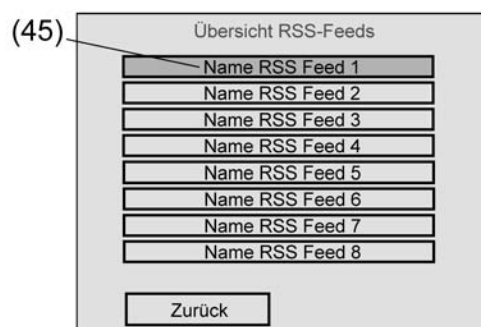 (45)
Übersicht RSS-Feeds
Name RSS Feed 1
Name RSS Feed 2
Name RSS Feed 3
Name RSS Feed 4
Name RSS Feed 5
Name RSS Feed 6
Name RSS Feed 7
Name RSS Feed 8
Zurück